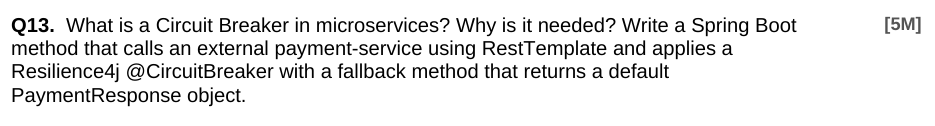 Q13. What is a Circuit Breaker in microservices? Why is it needed? Write a Spring Boot [5M]
method that calls an external payment-service using RestTemplate and applies a
Resilience4j @CircuitBreaker with a fallback method that returns a default
PaymentResponse object.